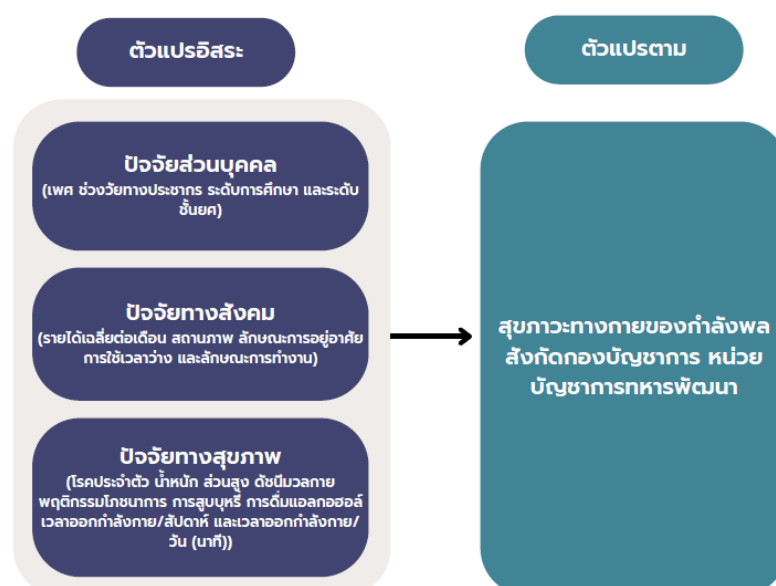 ตัวแปรอิสระ
ตัวแปรตาม
ปัจจัยส่วนบุคคล
(เพศ ช่วงวัยทางประชากร ระดับการศึกษา และระดับ
ชั้นยศ)
ปัจจัยทางสังคม
(รายได้เฉลี่ยต่อเดือน สถานภาพ ลักษณะการอยู่อาศัย
การใช้เวลาว่าง และลักษณะการทำงาน)
ปัจจัยทางสุขภาพ
(โรคประจำตัว น้ำหนัก ส่วนสูง ดัชนีมวลกาย
พฤติกรรมโภชนาการ การสูบบุหรี่ การดื่มแอลกอฮอล์
เวลาออกกำลังกาย/สัปดาห์ และเวลาออกกำลังกาย/
วัน (นาที))
สุขภาวะทางกายของกำลังพล
สังกัดกองบัญชาการ หน่วย
บัญชาการทหารพัฒนา